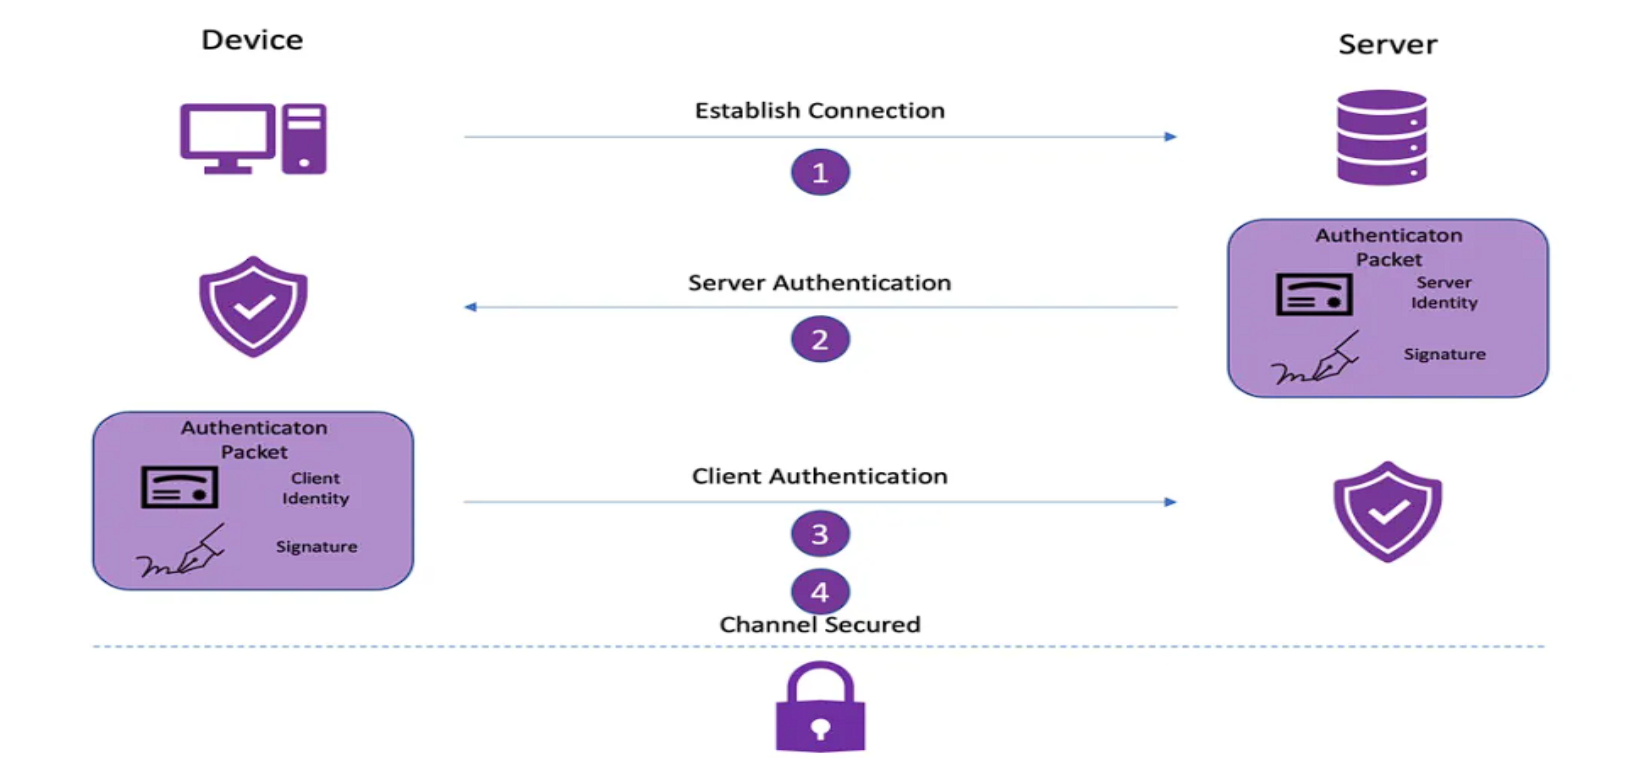 Device
Server
Establish Connection
1
Authenticaton
Packet
Server
Identity
Signature
Server Authentication
2
Authenticaton
Packet
Client
Identity
Signature
Client Authentication
3
4
Channel Secured